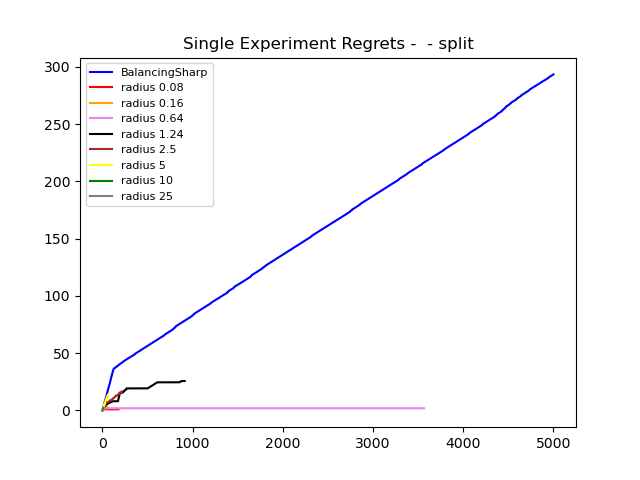 Single Experiment Regrets -  - split
300
250
200
150
100
50
0
BalancingSharp
radius 0.08
radius 0.16
radius 0.64
radius 1.24
radius 2.5
radius 5
radius 10
radius 25
0 1000 2000 3000 4000 5000